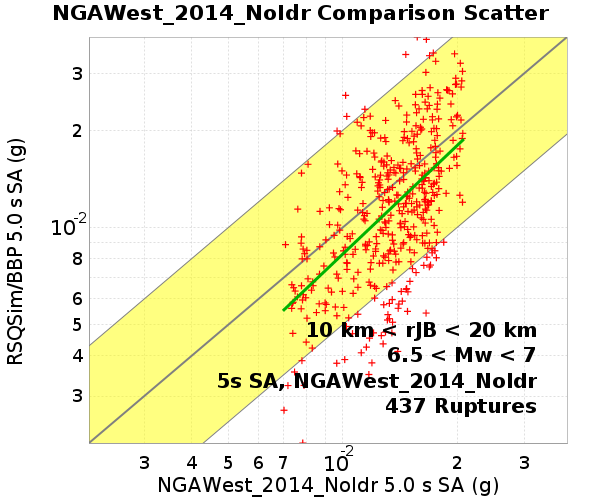 NGAWest_2014_NoIdr Comparison Scatter
RSQSim/BBP 5.0 s SA (g)
3
2
10-2
8
6
5
4
3
10 km < rJB < 20 km
6.5 < Mw < 7
5s SA, NGAWest_2014_NoIdr
437 Ruptures
3 4 5 6 7 10-2 2 3
NGAWest_2014_NoIdr 5.0 s SA (g)